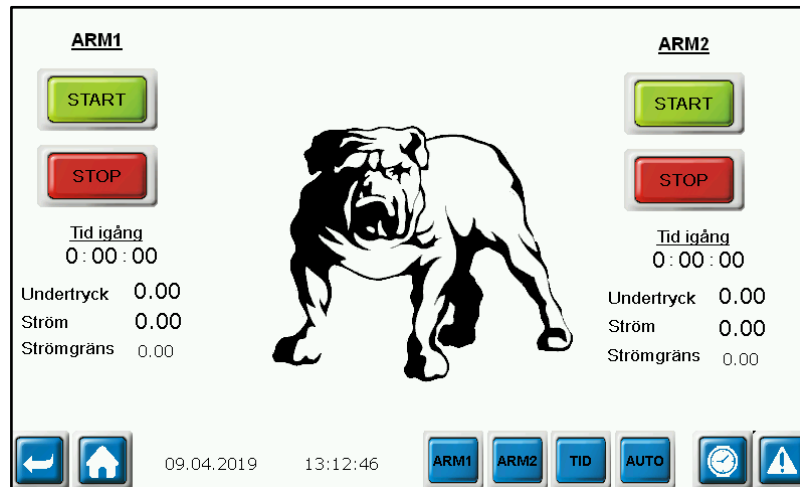 ARM1
START
STOP
Tid igång
0:00:00
Undertryck 0.00
Ström 0.00
Strömgräns 0.00
ARM2
START
STOP
Tid igång
0:00:00
Undertryck 0.00
Ström 0.00
Strömgräns 0.00
09.04.2019 13:12:46 ARM1 ARM2 TID AUTO